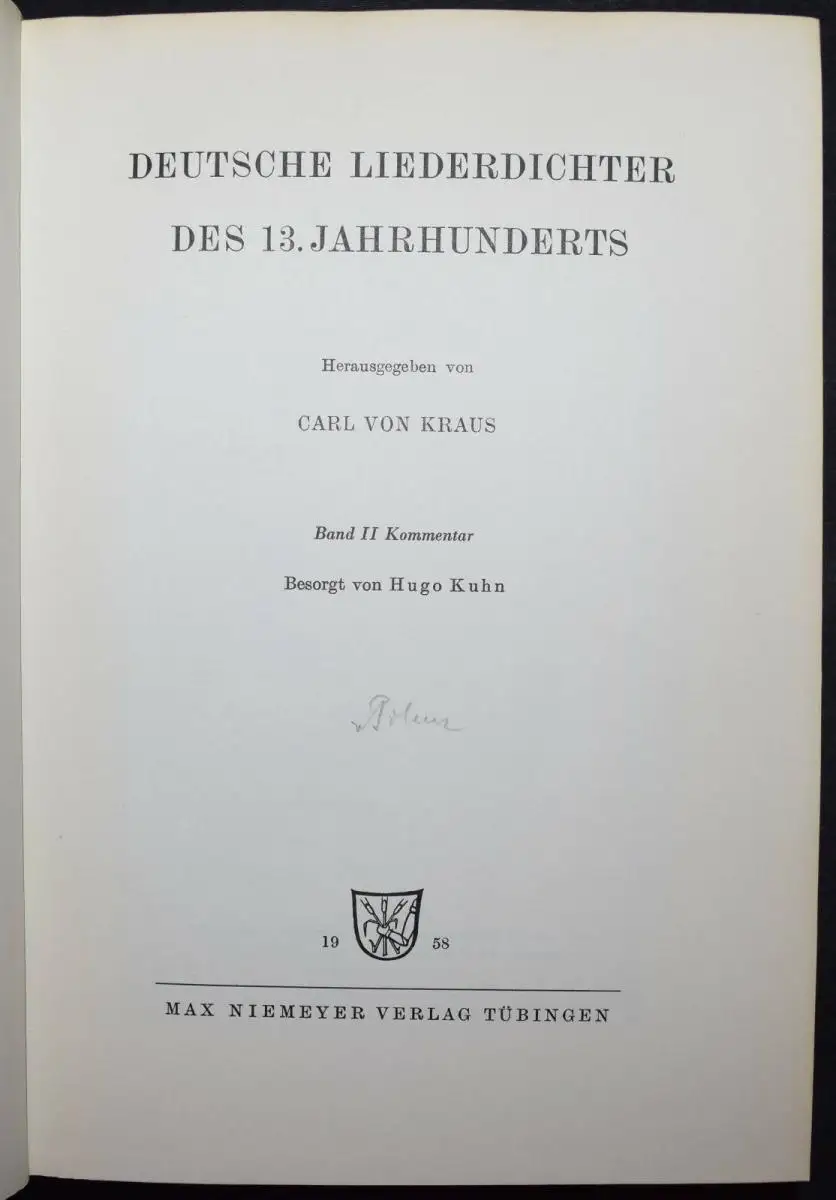 DEUTSCHE LIEDERDICHTER
DES 13. JAHRHUNDERTS
Herausgegeben von
CARL VON KRAUS
Band II Kommentar
Besorgt von Hugo Kuhn
19 58
MAX NIEMEYER VERLAG TÜBINGEN